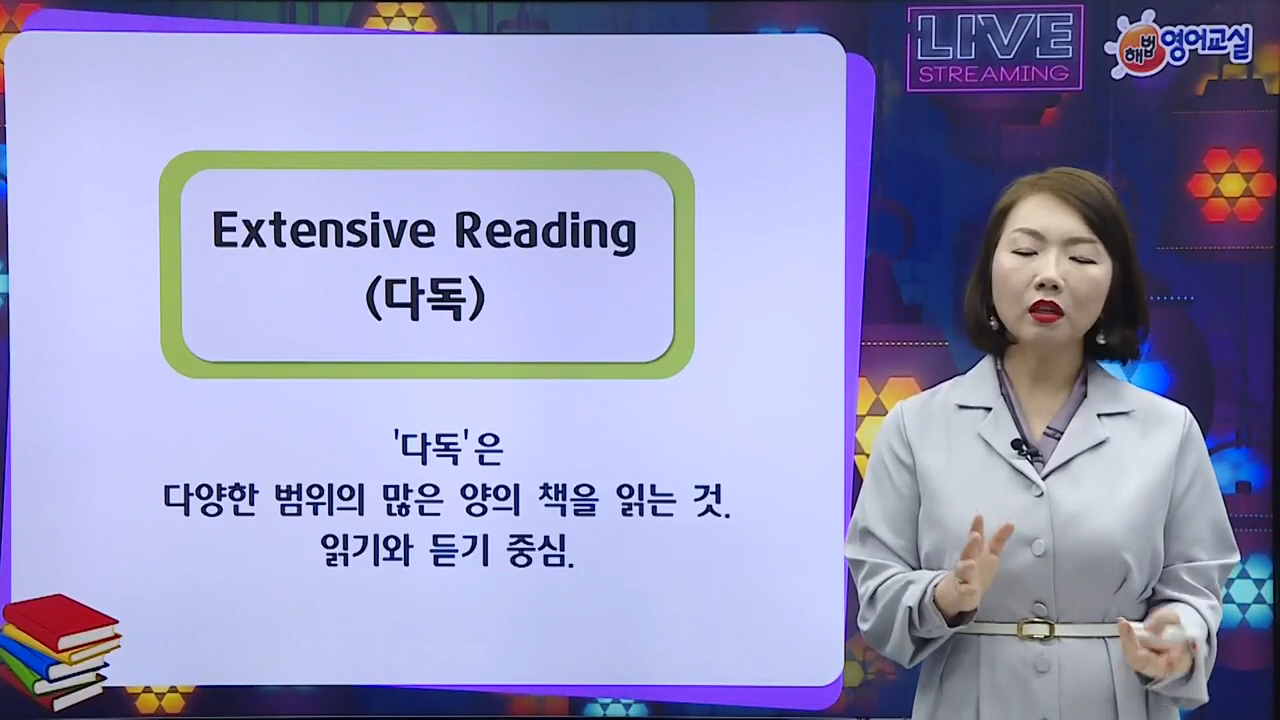 Extensive Reading
(다독)
'다독'은
다양한 범위의 많은 양의 책을 읽는 것.
읽기와 듣기 중심.
LIVE
STREAMING
해법 영어교실